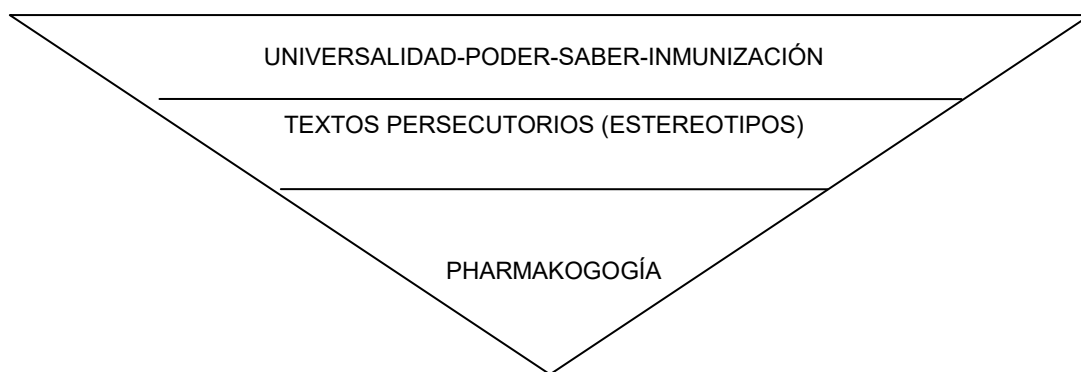 UNIVERSALIDAD-PODER-SABER-INMUNIZACIÓN
TEXTOS PERSECUTORIOS (ESTEREOTIPOS)
PHARMAKOGOGÍA